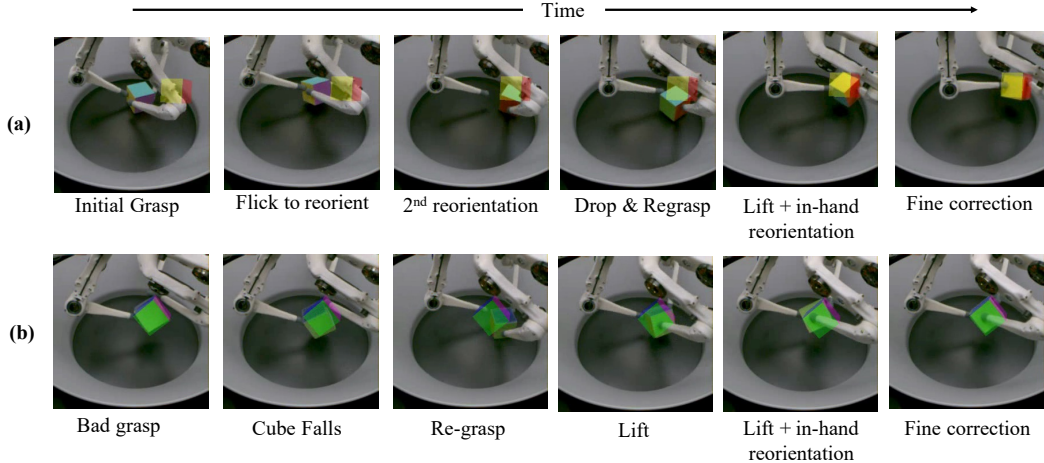 Time
(a)
Initial Grasp
Flick to reorient
2nd reorientation
Drop & Regrasp
Lift + in-hand
reorientation
Fine correction
(b)
Bad grasp
Cube Falls
Re-grasp
Lift
Lift + in-hand
reorientation
Fine correction